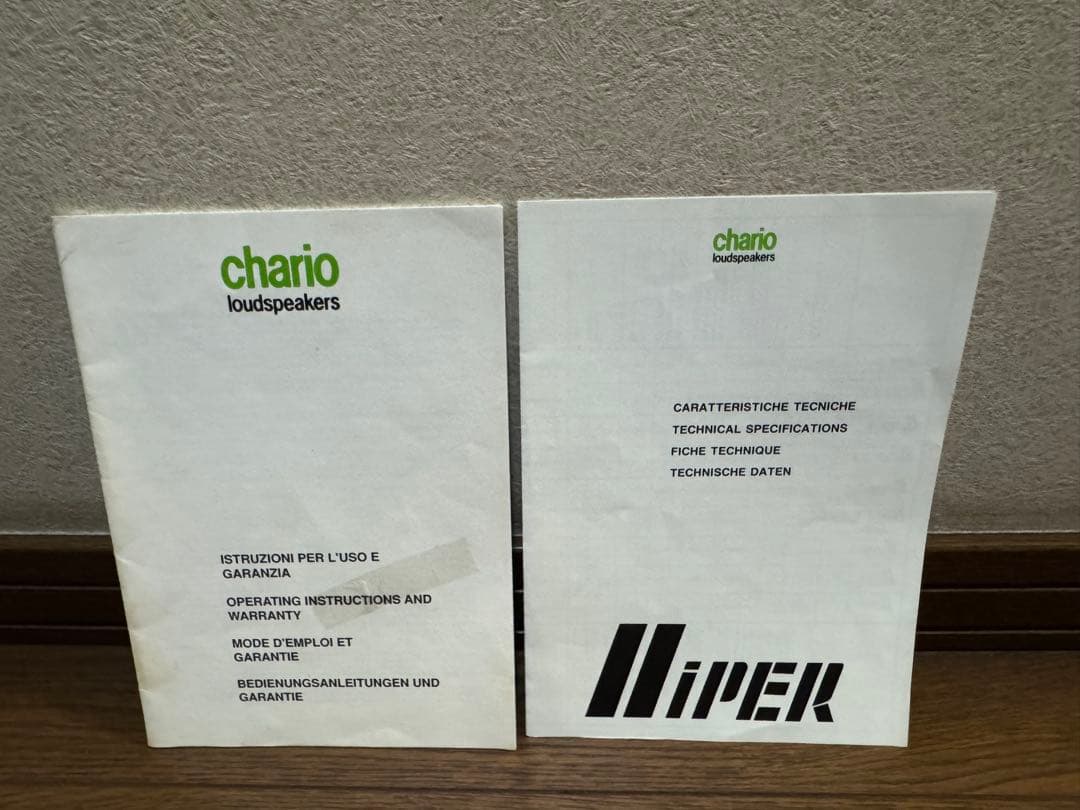 chario
loudspeakers
ISTRUZIONI PER L'USO E
GARANZIA
OPERATING INSTRUCTIONS AND
WARRANTY
MODE D'EMPLOI ET
GARANTIE
BEDIENUNGSANLEITUNGEN UND
GARANTIE
chario
loudspeakers
CARATTERISTICHE TECNICHE
TECHNICAL SPECIFICATIONS
FICHE TECHNIQUE
TECHNISCHE DATEN
HiPER